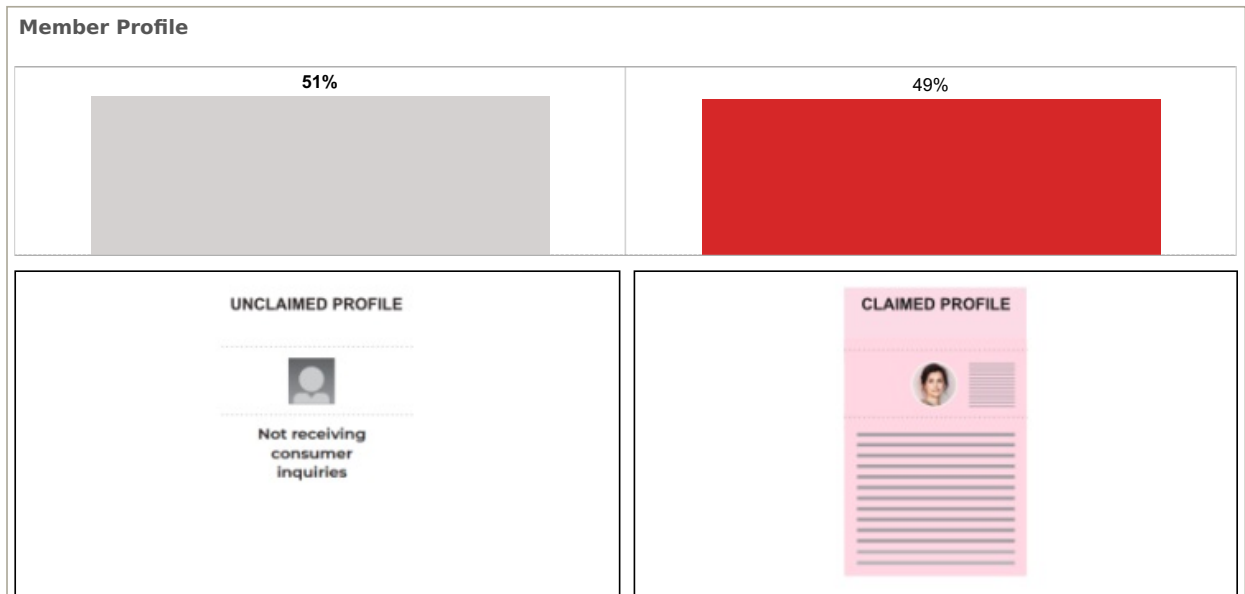 Member Profile
51%
49%
UNCLAIMED PROFILE
Not receiving
consumer
inquiries
CLAIMED PROFILE